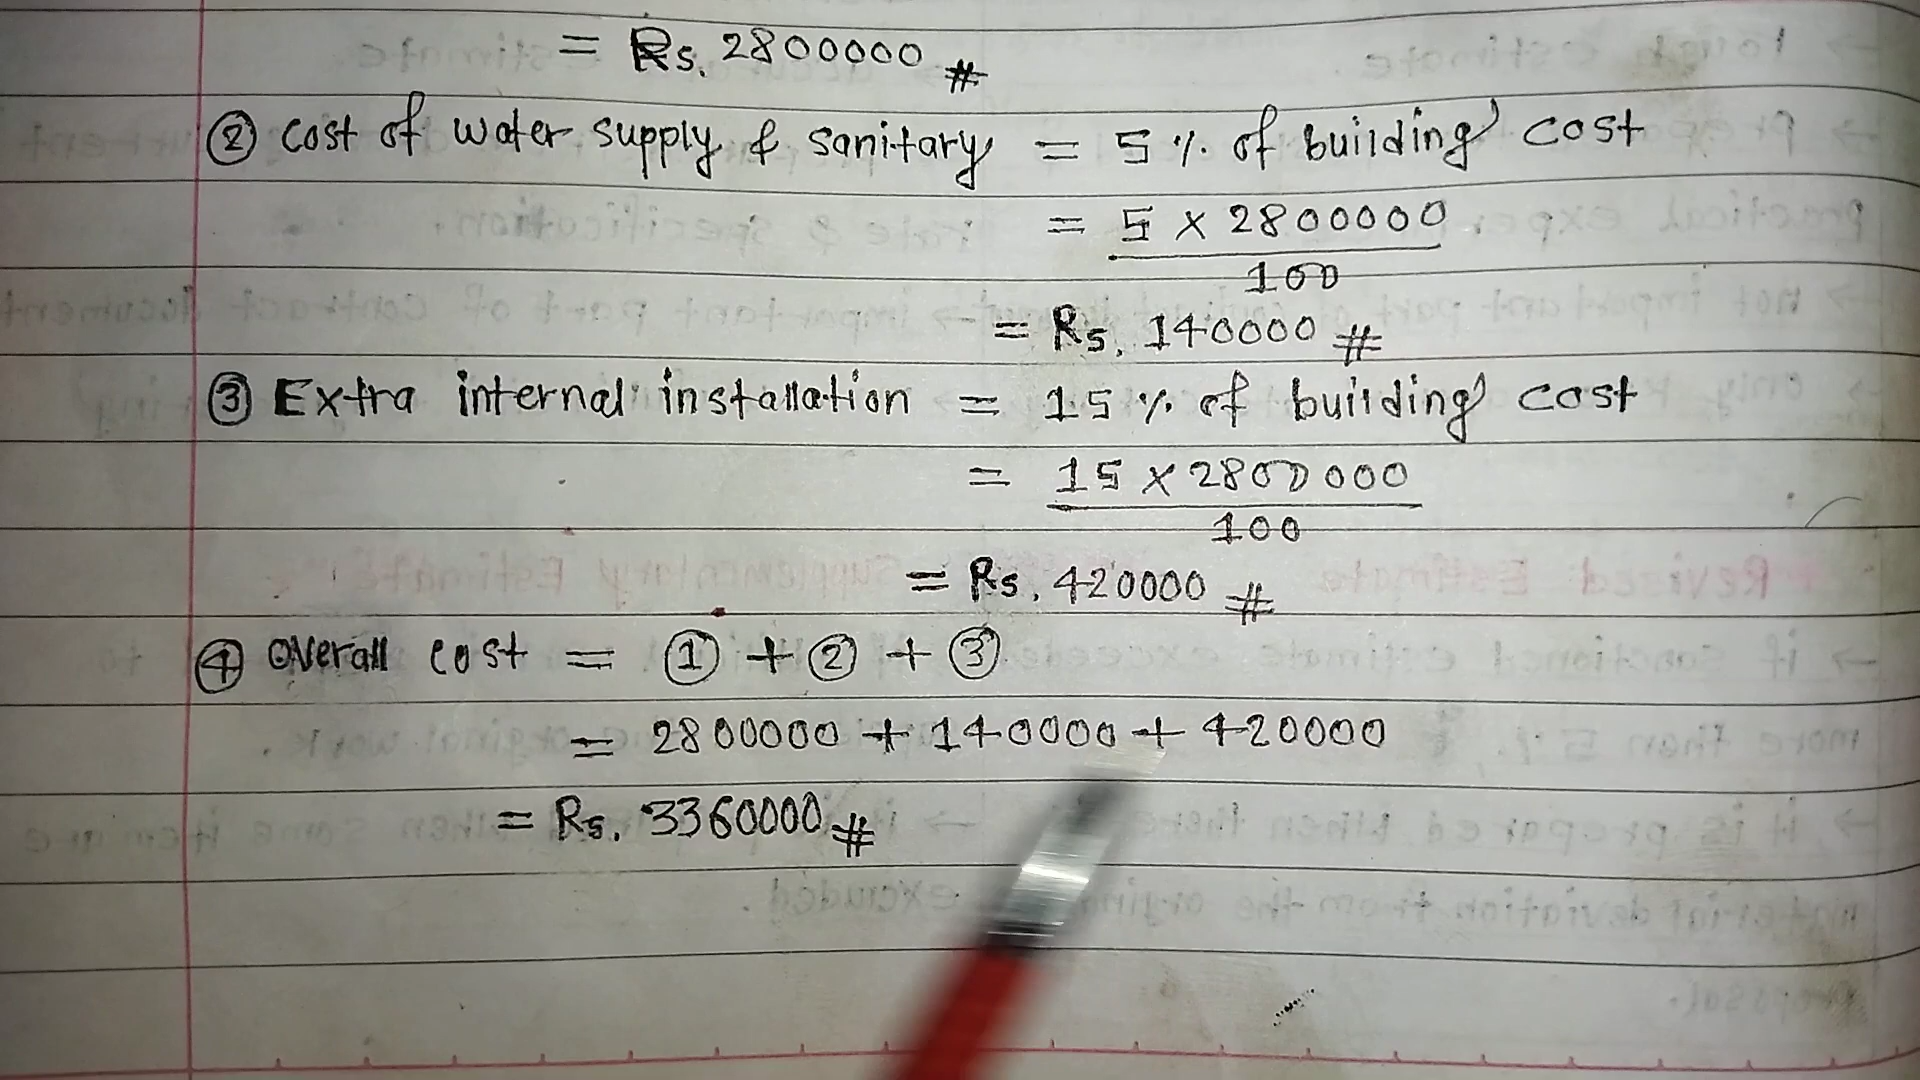 = Rs. 2800000 #
② Cost of water supply & sanitary = 5 % of building cost
= 5 × 2800000
100
= Rs. 140000 #
③ Extra internal installation = 15 % of building cost
= 15 × 2800000
100
= Rs. 420000 #
④ Overall cost = ① + ② + ③
= 2800000 + 140000 + 420000
= Rs. 3360000 #